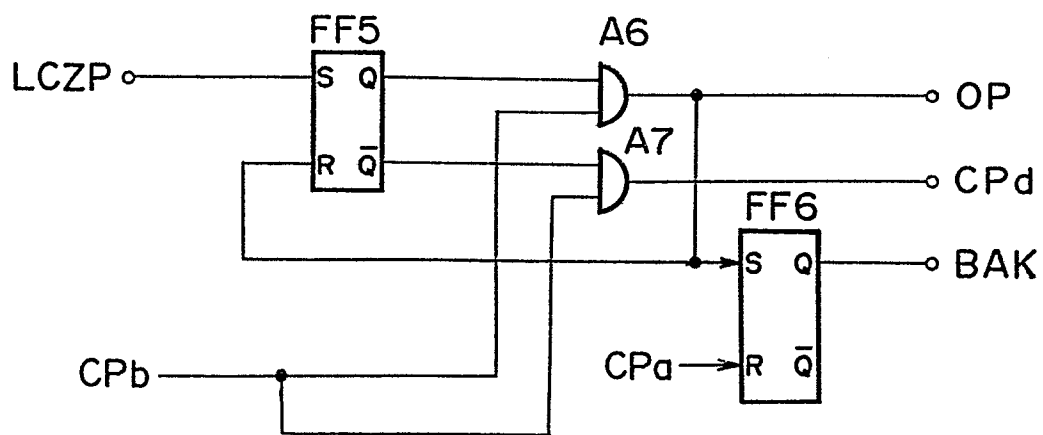 FF5
A6
LCZP
S Q
OP
A7
R Q̅
CPd
FF6
S Q
BAK
CPb
CPa
R Q̅